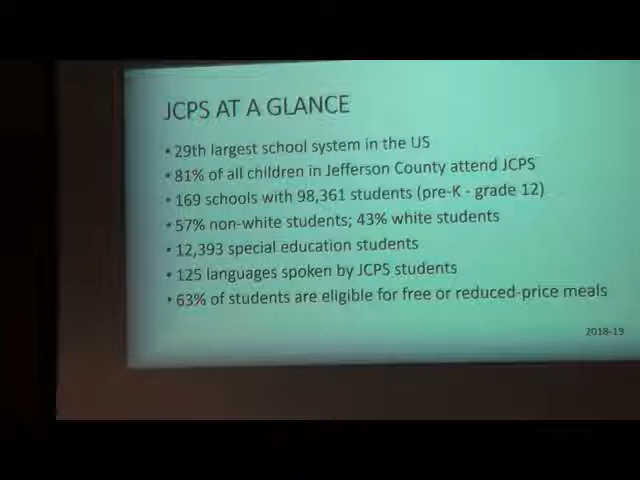 JCPS AT A GLANCE
• 29th largest school system in the US
• 81% of all children in Jefferson County attend JCPS
• 169 schools with 98,361 students (pre-K - grade 12)
• 57% non-white students; 43% white students
• 12,393 special education students
• 125 languages spoken by JCPS students
• 63% of students are eligible for free or reduced-price meals
2018-19